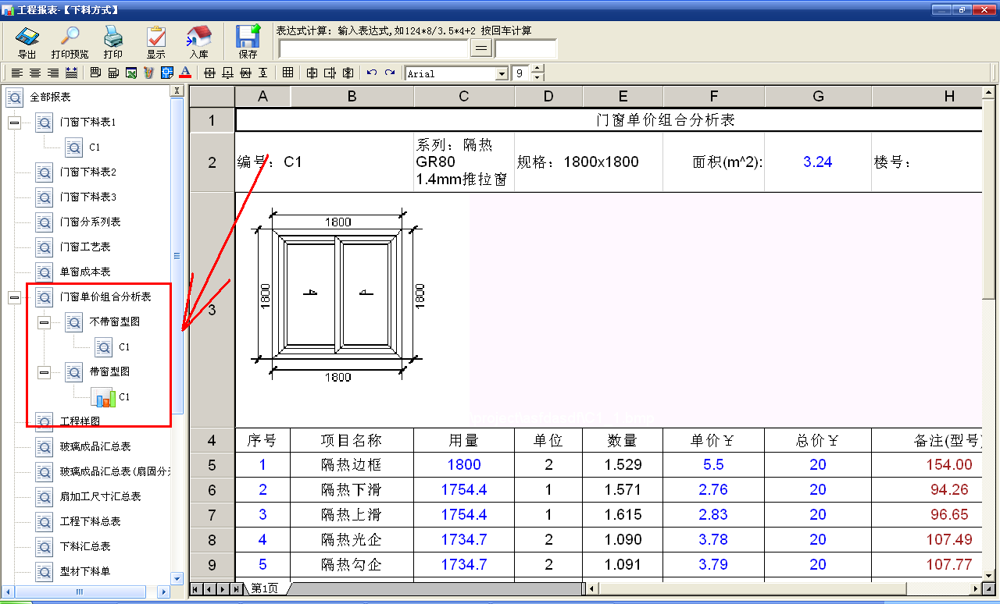 工程报表-【下料方式】
导出 打印预览 打印 显示 入库 保存
表达式计算: 输入表达式,如124*8/3.5*4+2 按回车计算
=
Arial 9
全部报表 X
门窗下料表1
C1
门窗下料表2
门窗下料表3
门窗分系列表
门窗工艺表
单窗成本表
门窗单价组合分析表
不带窗型图
C1
带窗型图
C1
工程样图
玻璃成品汇总表
玻璃成品汇总表(扇固分
扇加工尺寸汇总表
工程下料总表
下料汇总表
型材下料单
A B C D E F G H
1 门窗单价组合分析表
2 编号: C1 系列: 隔热 GR80 1.4mm推拉窗 规格: 1800x1800 面积(m^2): 3.24 楼号:
3
1800
1800
1800
1800
4 序号 项目名称 用量 单位 数量 单价¥ 总价¥ 备注(型号)
5 1 隔热边框 1800 2 1.529 5.5 20 154.00
6 2 隔热下滑 1754.4 1 1.571 2.76 20 94.26
7 3 隔热上滑 1754.4 1 1.615 2.83 20 96.65
8 4 隔热光企 1734.7 2 1.090 3.78 20 107.49
9 5 隔热勾企 1734.7 2 1.091 3.79 20 107.77
第1页